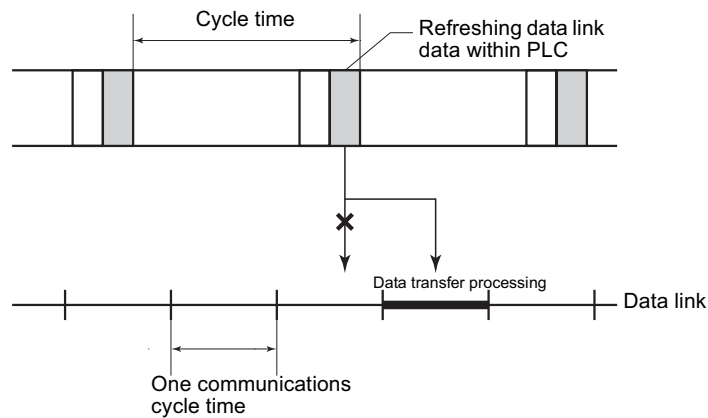 Cycle time
Refreshing data link
data within PLC
Data transfer processing
Data link
One communications
cycle time